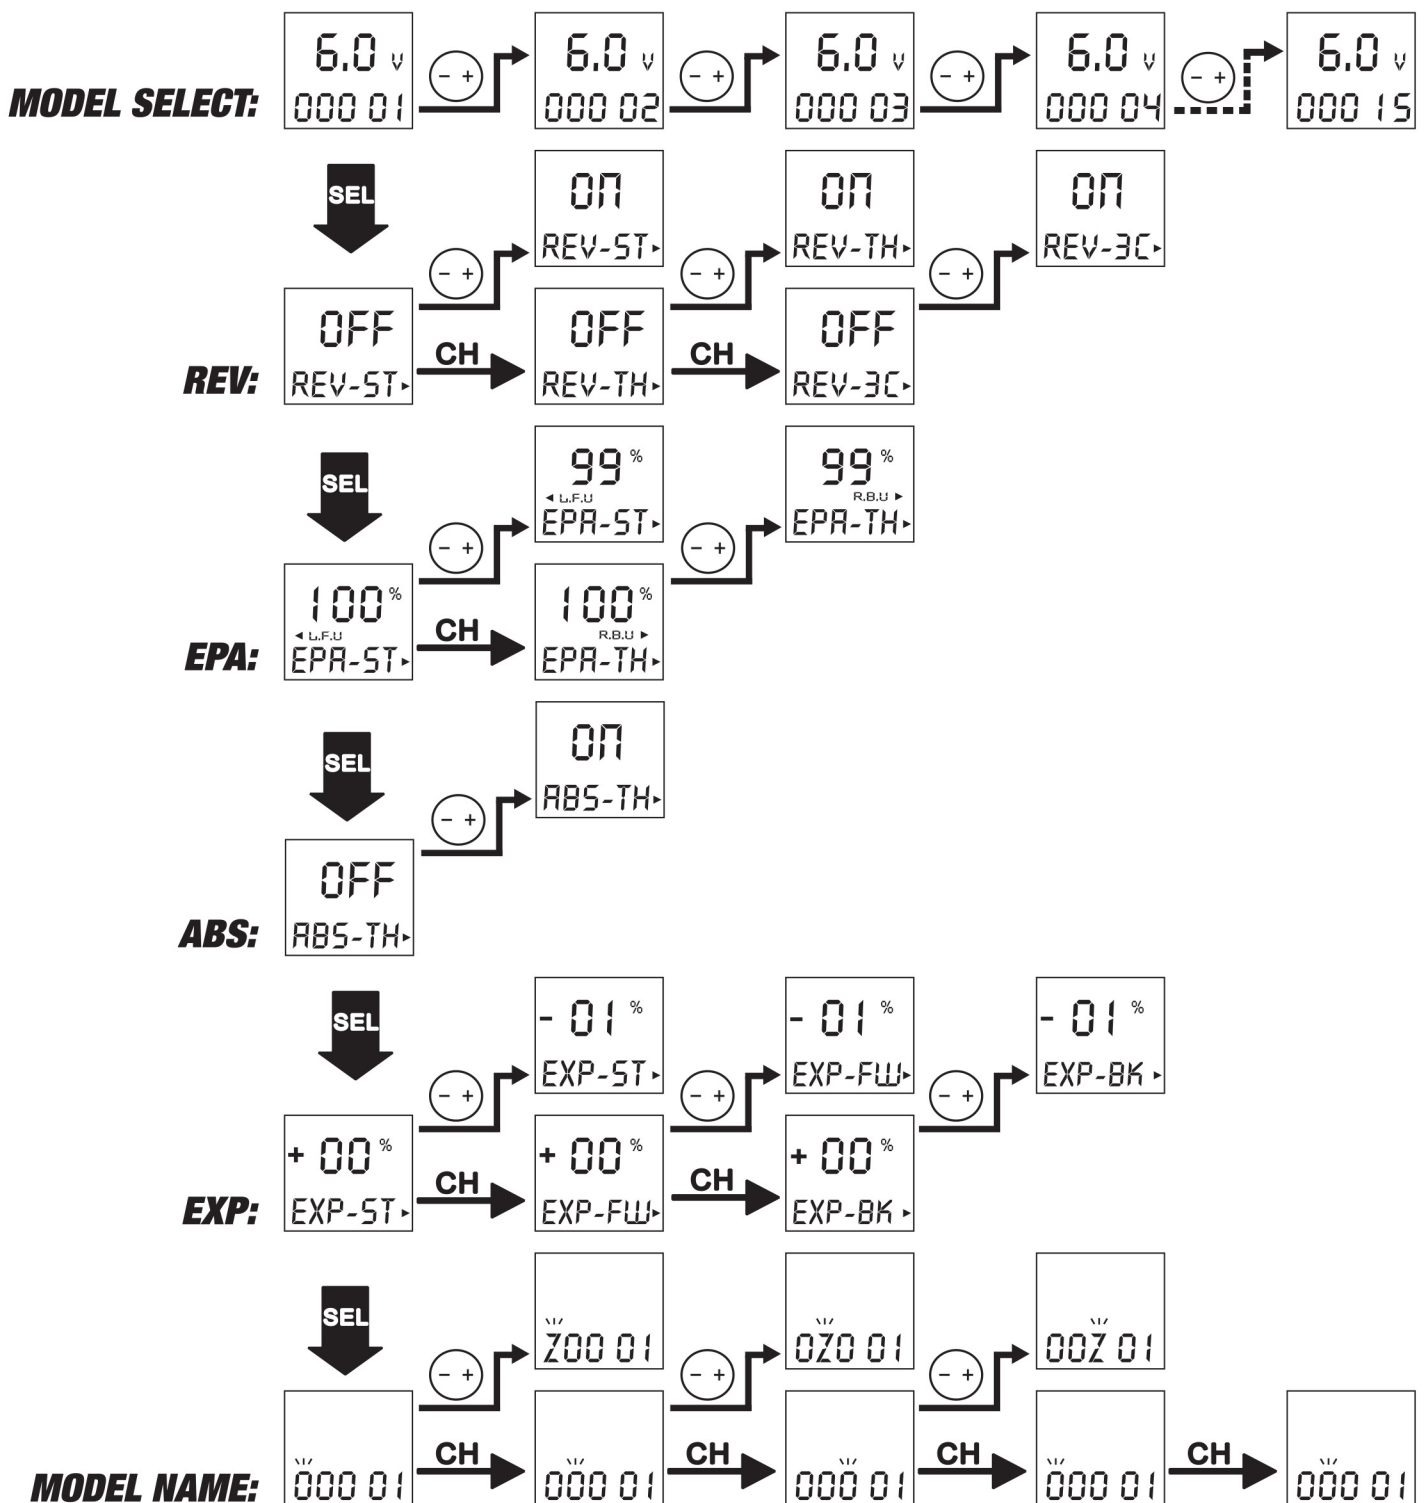 6.0 v 6.0 v 6.0 v 6.0 v 6.0 v
- + - + - + - +
MODEL SELECT: 000 01 000 02 000 03 000 04 000 15
SEL ON ON ON
REV-ST REV-TH REV-3C
- + - + - +
OFF OFF OFF
CH CH
REV: REV-ST REV-TH REV-3C
99% 99%
SEL L.F.U R.B.U
EPA-ST EPA-TH
- + - +
100% 100%
L.F.U CH R.B.U
EPA: EPA-ST EPA-TH
ON
SEL ABS-TH
- +
OFF
ABS: ABS-TH
- 01% - 01% - 01%
SEL EXP-ST EXP-FW EXP-BK
- + - + - +
+ 00% + 00% + 00%
CH CH
EXP: EXP-ST EXP-FW EXP-BK
SEL Z00 01 0Z0 01 00Z 01
- + - + - +
CH CH CH CH
MODEL NAME: 000 01 000 01 000 01 000 01 000 01